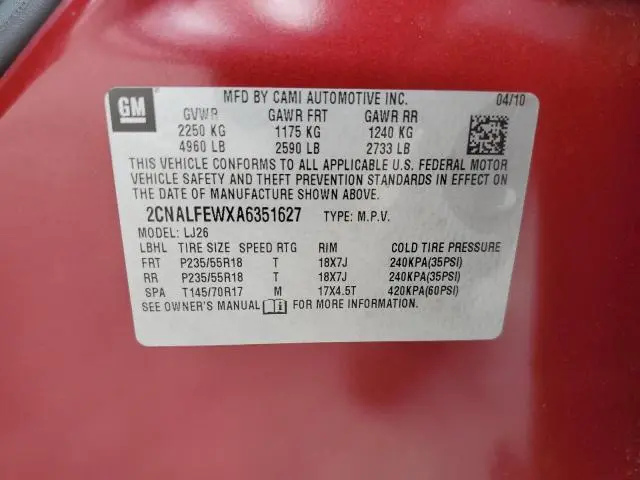 GM
MFD BY CAMI AUTOMOTIVE INC. 04/10
GVWR GAWR FRT GAWR RR
2250 KG 1175 KG 1240 KG
4960 LB 2590 LB 2733 LB
THIS VEHICLE CONFORMS TO ALL APPLICABLE U.S. FEDERAL MOTOR
VEHICLE SAFETY AND THEFT PREVENTION STANDARDS IN EFFECT ON
THE DATE OF MANUFACTURE SHOWN ABOVE.
2CNALFEWXA6351627 TYPE: M.P.V.
MODEL: LJ26
LBHL TIRE SIZE SPEED RTG RIM COLD TIRE PRESSURE
FRT P235/55R18 T 18X7J 240KPA(35PSI)
RR P235/55R18 T 18X7J 240KPA(35PSI)
SPA T145/70R17 M 17X4.5T 420KPA(60PSI)
SEE OWNER'S MANUAL i FOR MORE INFORMATION.